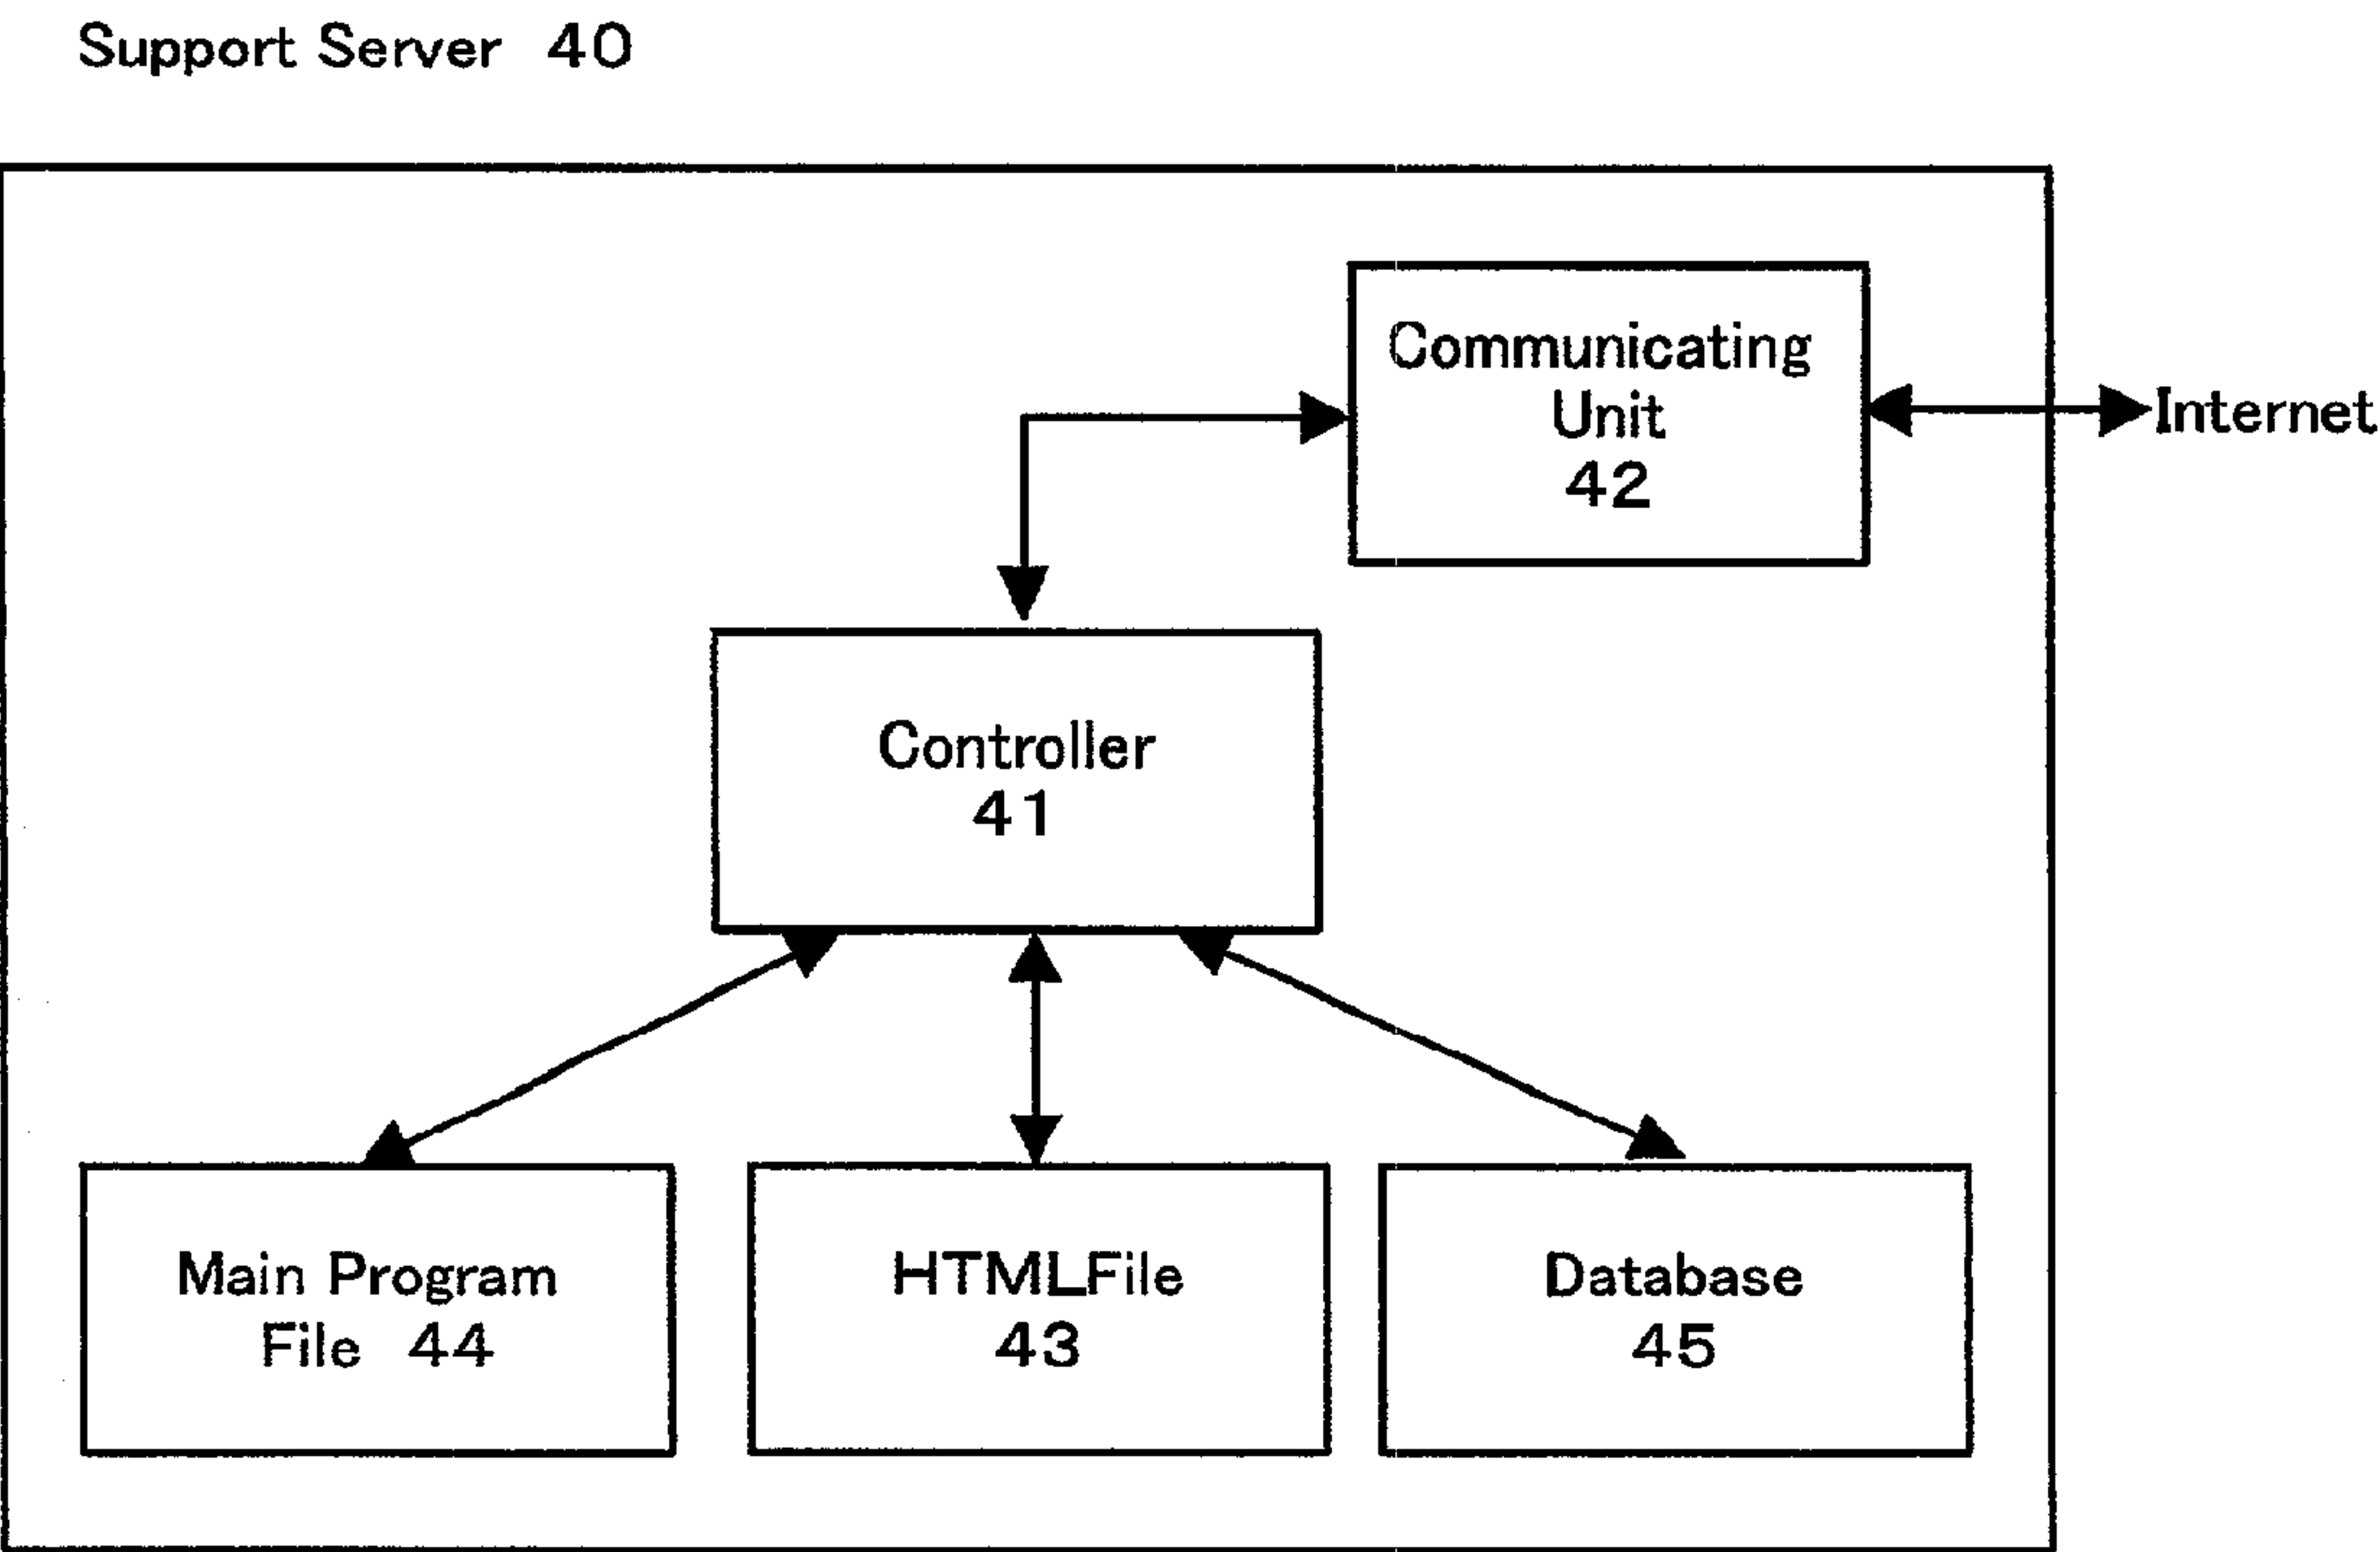 Support Server 40
Communicating
Unit
42
Internet
Controller
41
Main Program
File 44
HTMLFile
43
Database
45